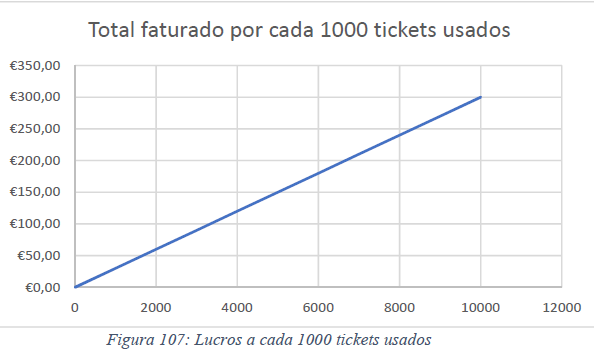 Total faturado por cada 1000 tickets usados
€350,00
€300,00
€250,00
€200,00
€150,00
€100,00
€50,00
€0,00
0 2000 4000 6000 8000 10000 12000
Figura 107: Lucros a cada 1000 tickets usados